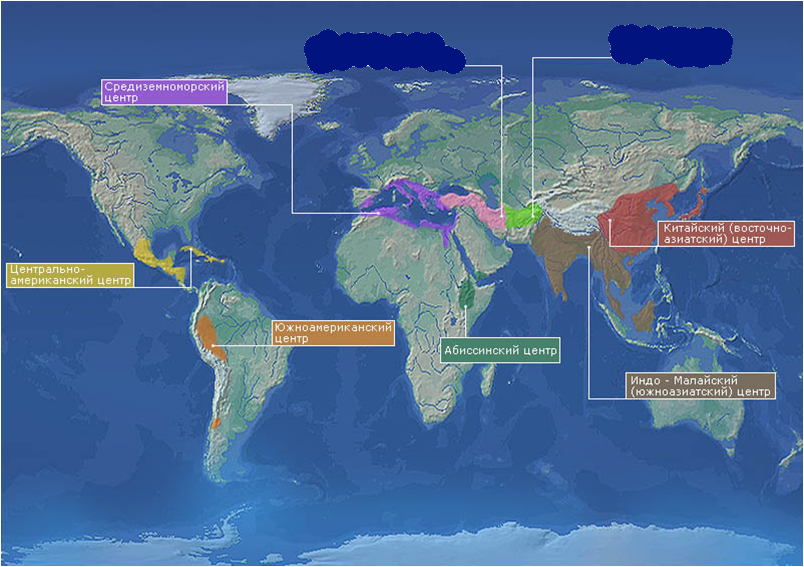 Средиземноморский
центр
Китайский (восточно-
азиатский) центр
Центрально-
американский центр
Южноамериканский
центр
Абиссинский центр
Индо - Малайский
(южноазиатский) центр